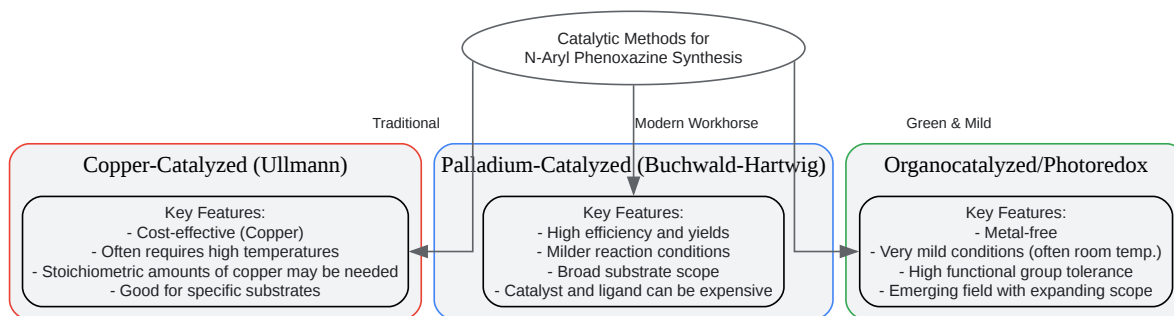 Catalytic Methods for
N-Aryl Phenoxazine Synthesis
Traditional
Modern Workhorse
Green & Mild
Copper-Catalyzed (Ullmann)
Key Features:
- Cost-effective (Copper)
- Often requires high temperatures
- Stoichiometric amounts of copper may be needed
- Good for specific substrates
Palladium-Catalyzed (Buchwald-Hartwig)
Key Features:
- High efficiency and yields
- Milder reaction conditions
- Broad substrate scope
- Catalyst and ligand can be expensive
Organocatalyzed/Photoredox
Key Features:
- Metal-free
- Very mild conditions (often room temp.)
- High functional group tolerance
- Emerging field with expanding scope